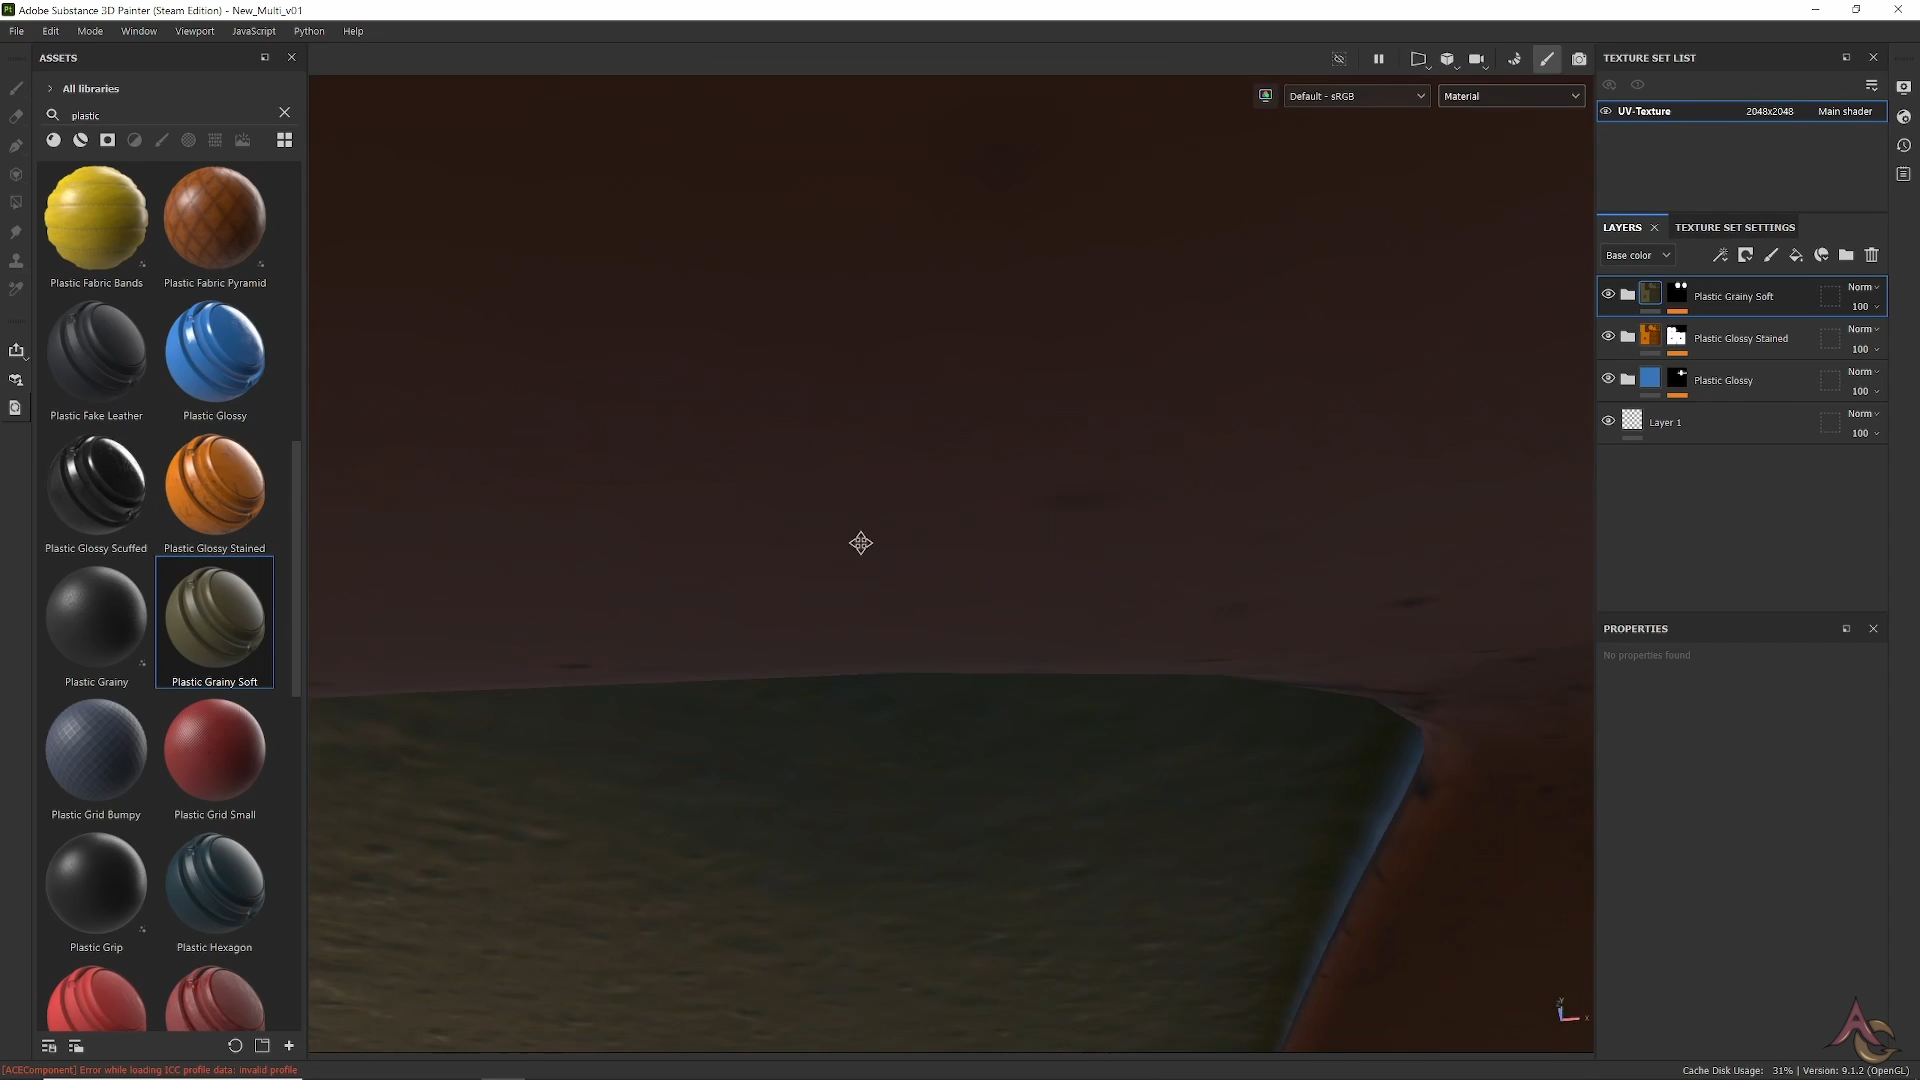 Pt Adobe Substance 3D Painter (Steam Edition) - New_Multi_v01
File Edit Mode Window Viewport JavaScript Python Help
ASSETS
All libraries
plastic
Plastic Fabric Bands Plastic Fabric Pyramid
Plastic Fake Leather Plastic Glossy
Plastic Glossy Scuffed Plastic Glossy Stained
Plastic Grainy Plastic Grainy Soft
Plastic Grid Bumpy Plastic Grid Small
Plastic Grip Plastic Hexagon
Default - sRGB Material
Y
X
TEXTURE SET LIST
UV-Texture 2048x2048 Main shader
LAYERS TEXTURE SET SETTINGS
Base color
Plastic Grainy Soft Norm 100
Plastic Glossy Stained Norm 100
Plastic Glossy Norm 100
Layer 1 Norm 100
PROPERTIES
No properties found
[ACEComponent] Error while loading ICC profile data: invalid profile
Cache Disk Usage: 31% | Version: 9.1.2 (OpenGL)